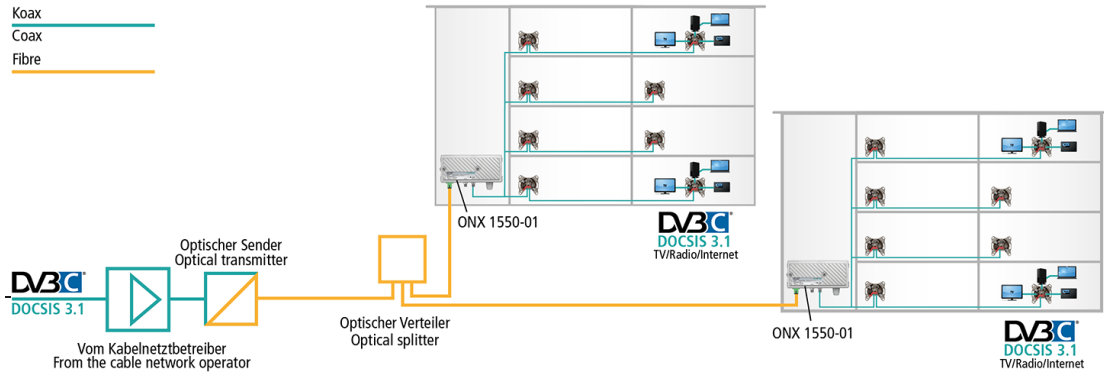 Koax
Coax
Fibre
ONX 1550-01
DVB C
DOCSIS 3.1
TV/Radio/Internet
Optischer Sender
Optical transmitter
DVB C
DOCSIS 3.1
Optischer Verteiler
Optical splitter
Vom Kabelnetztbetreiber
From the cable network operator
ONX 1550-01
DVB C
DOCSIS 3.1
TV/Radio/Internet